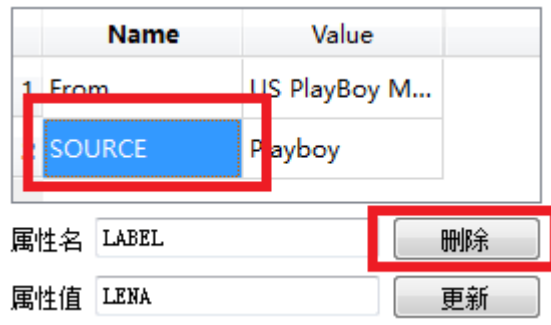 Name Value
1 From US PlayBoy M...
2 SOURCE Playboy
属性名 LABEL 删除
属性值 LENA 更新